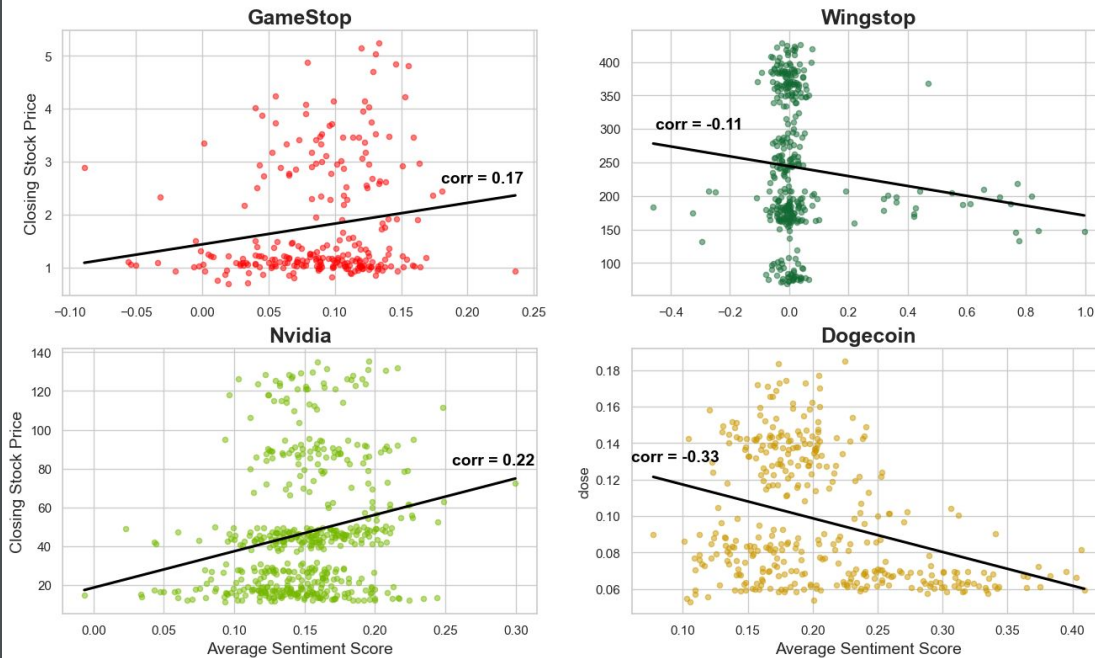 GameStop
Closing Stock Price
5
4
3
2
1
corr = 0.17
−0.10 −0.05 0.00 0.05 0.10 0.15 0.20 0.25
Wingstop
400
350
300
250
200
150
100
corr = -0.11
−0.4 −0.2 0.0 0.2 0.4 0.6 0.8 1.0
Nvidia
Closing Stock Price
140
120
100
80
60
40
20
corr = 0.22
0.00 0.05 0.10 0.15 0.20 0.25 0.30
Average Sentiment Score
Dogecoin
close
0.18
0.16
0.14
0.12
0.10
0.08
0.06
corr = -0.33
0.10 0.15 0.20 0.25 0.30 0.35 0.40
Average Sentiment Score